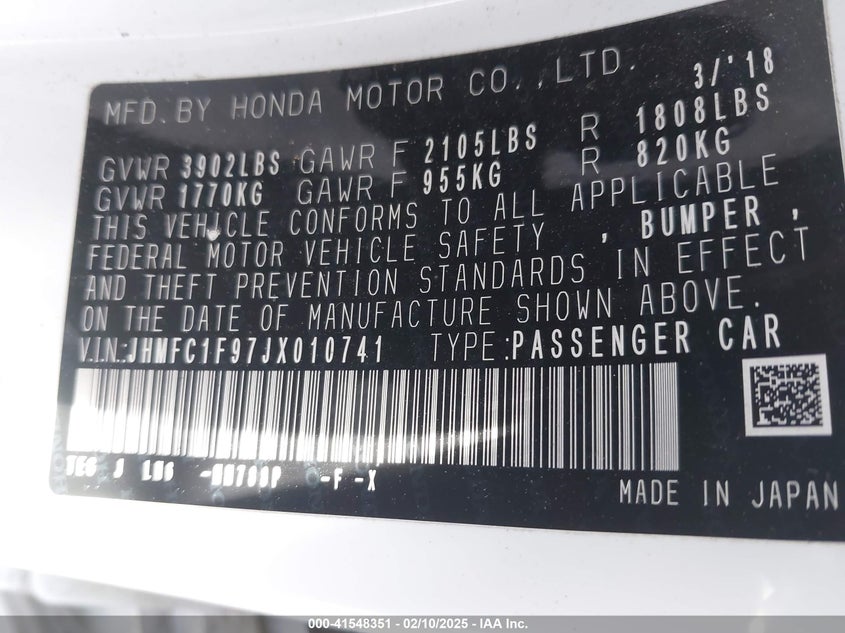 MFD. BY HONDA MOTOR CO., LTD. 3/'18
GVWR 3902LBS GAWR F 2105LBS R 1808LBS
GVWR 1770KG GAWR F 955KG R 820KG
THIS VEHICLE CONFORMS TO ALL APPLICABLE
FEDERAL MOTOR VEHICLE SAFETY , BUMPER ,
AND THEFT PREVENTION STANDARDS IN EFFECT
ON THE DATE OF MANUFACTURE SHOWN ABOVE.
V.I.N.:JHMFC1F97JX010741 TYPE:PASSENGER CAR
-F -X
MADE IN JAPAN
000-41548351 - 02/10/2025 - IAA Inc.